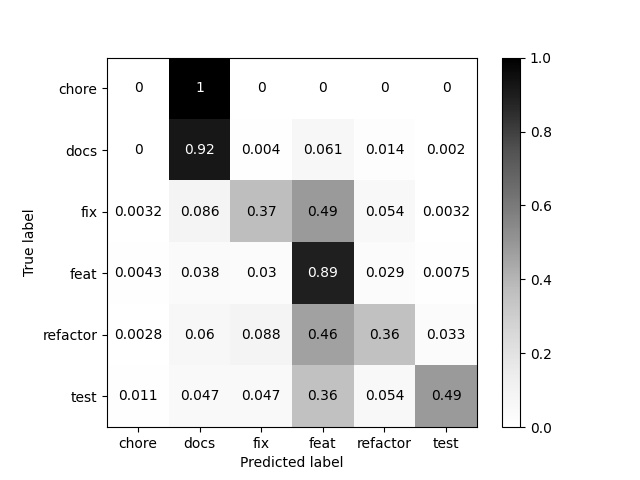 chore 0 1 0 0 0 0
docs 0 0.92 0.004 0.061 0.014 0.002
fix 0.0032 0.086 0.37 0.49 0.054 0.0032
feat 0.0043 0.038 0.03 0.89 0.029 0.0075
refactor 0.0028 0.06 0.088 0.46 0.36 0.033
test 0.011 0.047 0.047 0.36 0.054 0.49
chore docs fix feat refactor test
Predicted label
True label
1.0
0.8
0.6
0.4
0.2
0.0